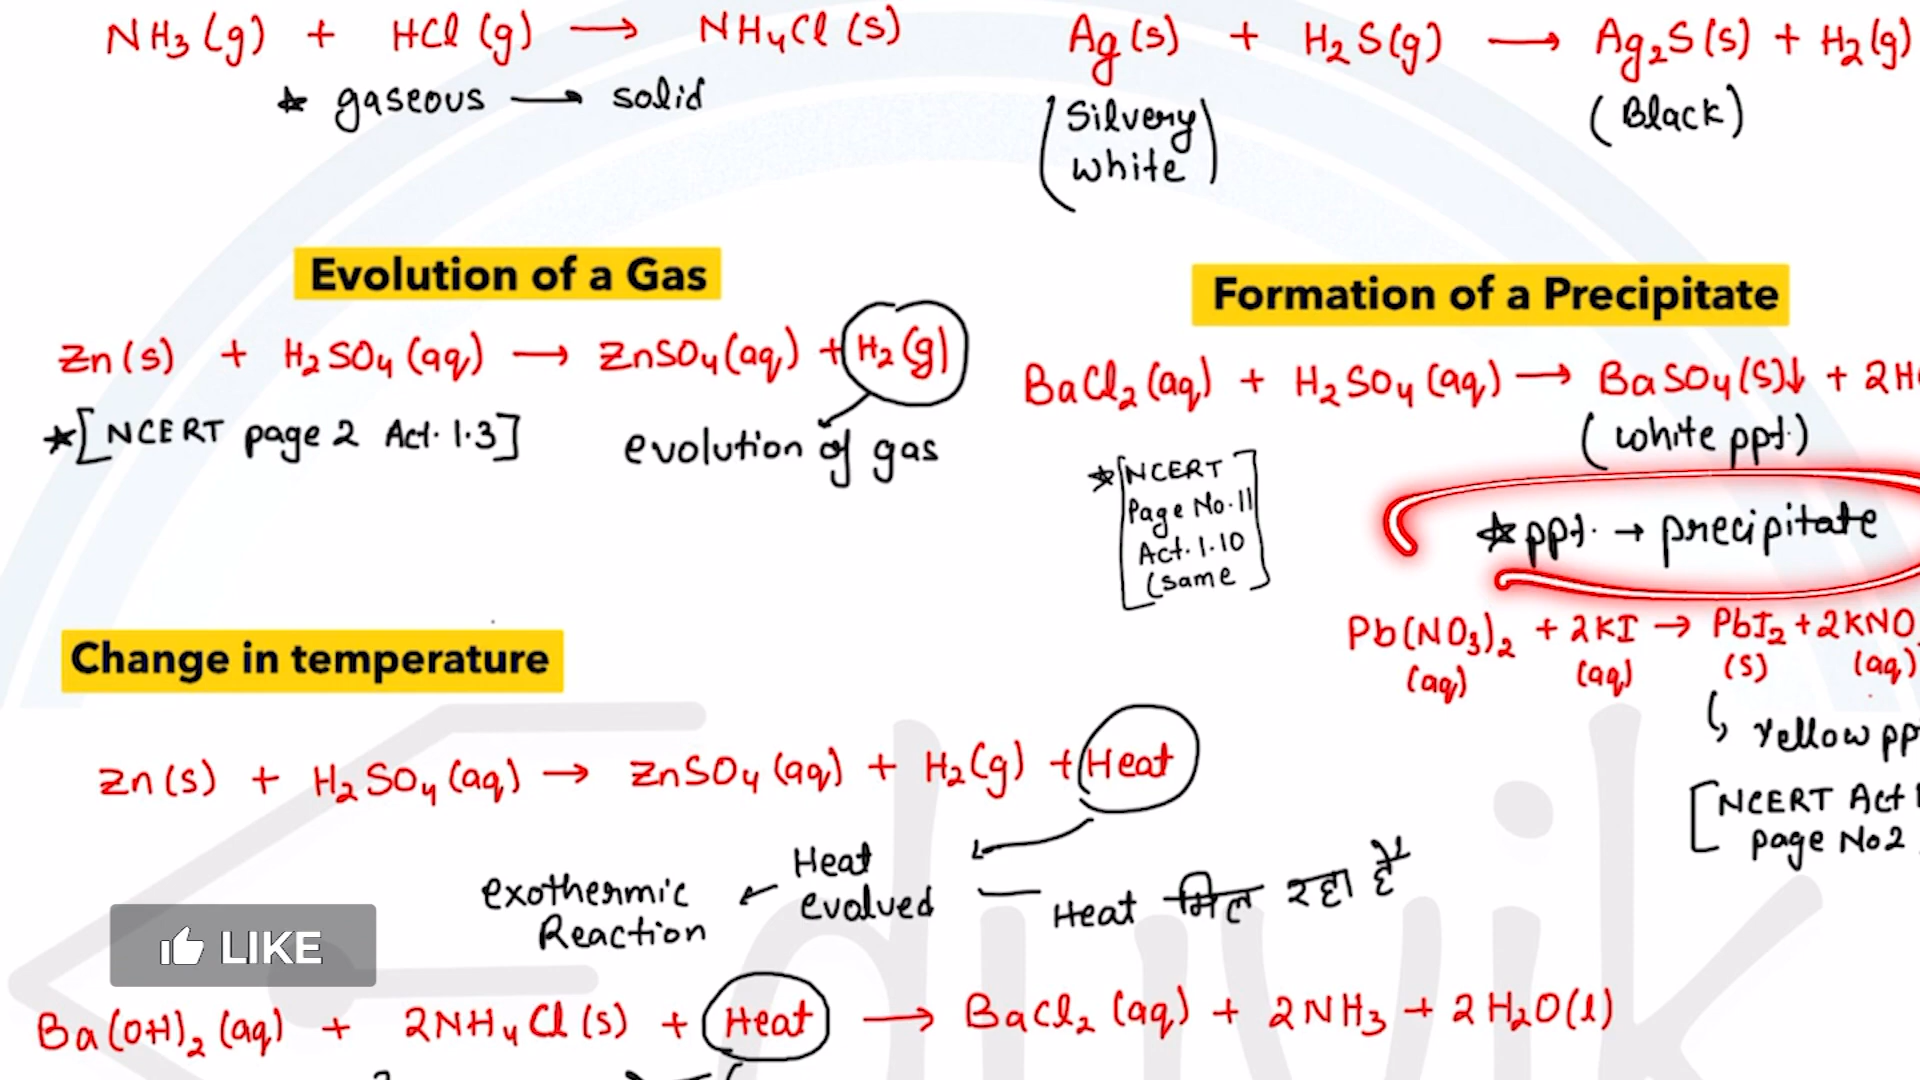 NH3(g) + HCl(g) → NH4Cl(s)
★ gaseous → solid
Ag(s) + H2S(g) → Ag2S(s) + H2(g)
(Silvery
White)
(Black)
Evolution of a Gas
Zn(s) + H2SO4(aq) → ZnSO4(aq) + H2(g)
★[NCERT page 2 Act. 1.3]
evolution of gas
Formation of a Precipitate
BaCl2(aq) + H2SO4(aq) → BaSO4(s)↓ + 2H
(white ppt.)
★[NCERT
Page No.11
Act. 1.10
(same]
★ppt. → precipitate
Pb(NO3)2 + 2KI → PbI2 + 2KNO
(aq) (aq) (s) (aq)
↳ Yellow pp
[NCERT Act
page No 2
Change in temperature
Zn(s) + H2SO4(aq) → ZnSO4(aq) + H2(g) + Heat
Heat
evolved
Heat मिल रहा है
exothermic
Reaction
LIKE
Ba(OH)2(aq) + 2NH4Cl(s) + Heat → BaCl2(aq) + 2NH3 + 2H2O(l)